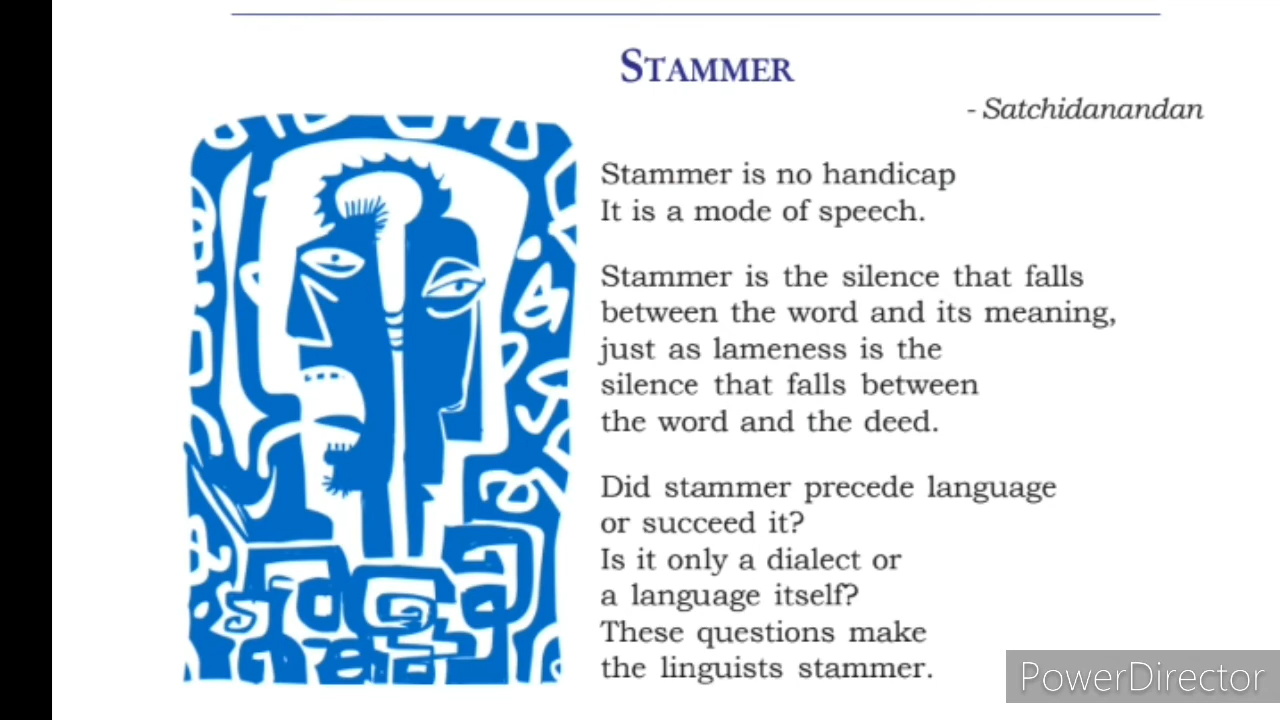 STAMMER
- Satchidanandan
Stammer is no handicap
It is a mode of speech.
Stammer is the silence that falls
between the word and its meaning,
just as lameness is the
silence that falls between
the word and the deed.
Did stammer precede language
or succeed it?
Is it only a dialect or
a language itself?
These questions make
the linguists stammer.
PowerDirector